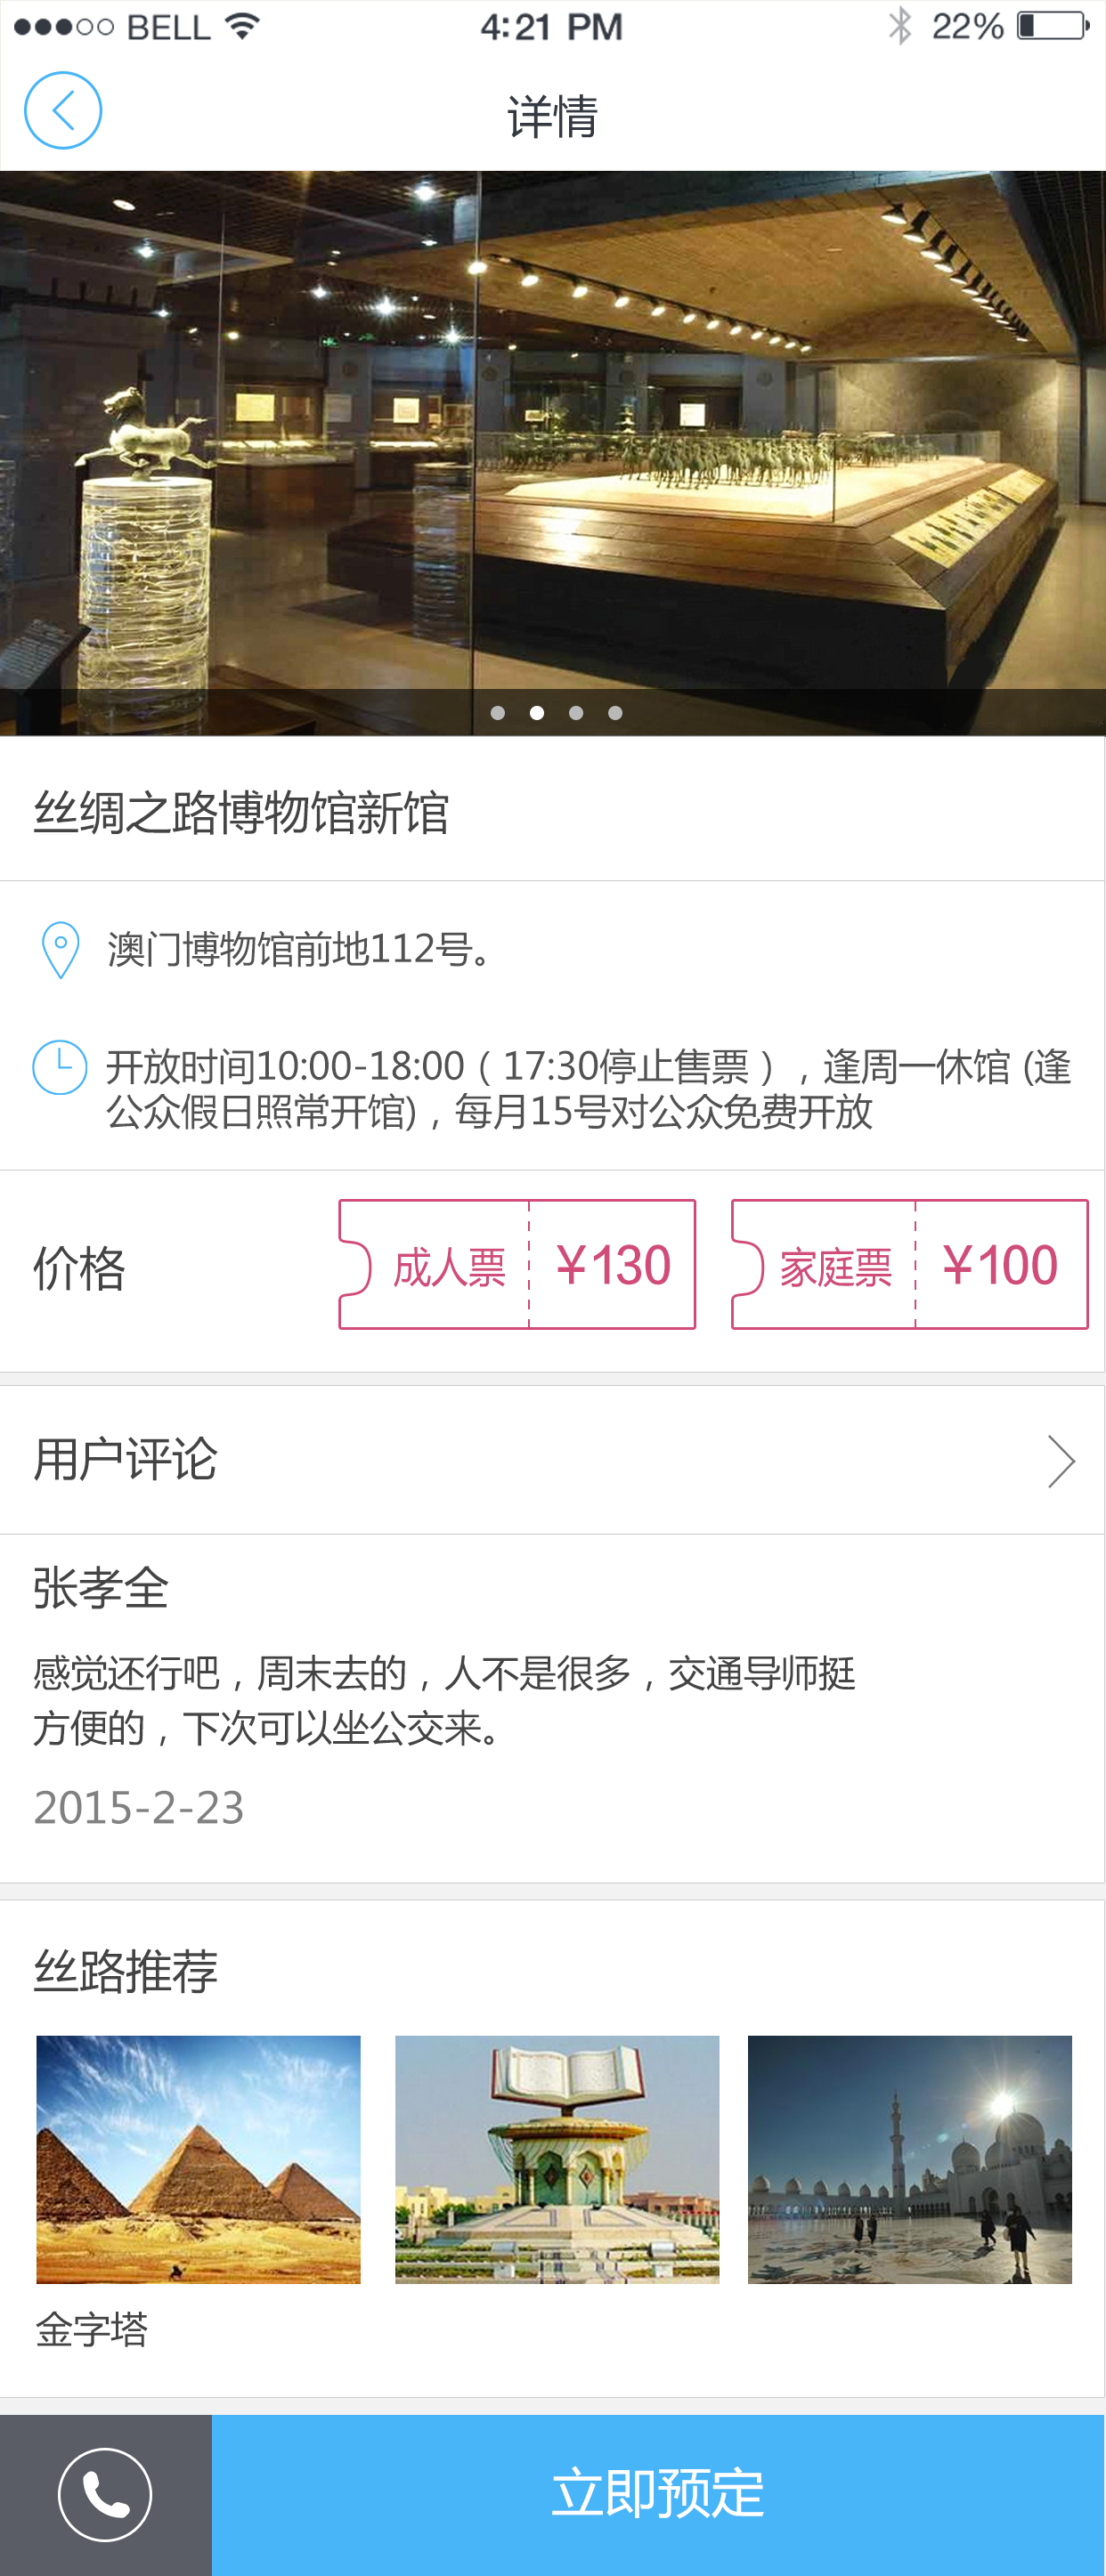 BELL 4:21 PM 22%
详情
丝绸之路博物馆新馆
澳门博物馆前地112号。
开放时间10:00-18:00（17:30停止售票），逢周一休馆 (逢
公众假日照常开馆)，每月15号对公众免费开放
价格 成人票 ¥130 家庭票 ¥100
用户评论
张孝全
感觉还行吧，周末去的，人不是很多，交通导师挺
方便的，下次可以坐公交来。
2015-2-23
丝路推荐
金字塔
立即预定